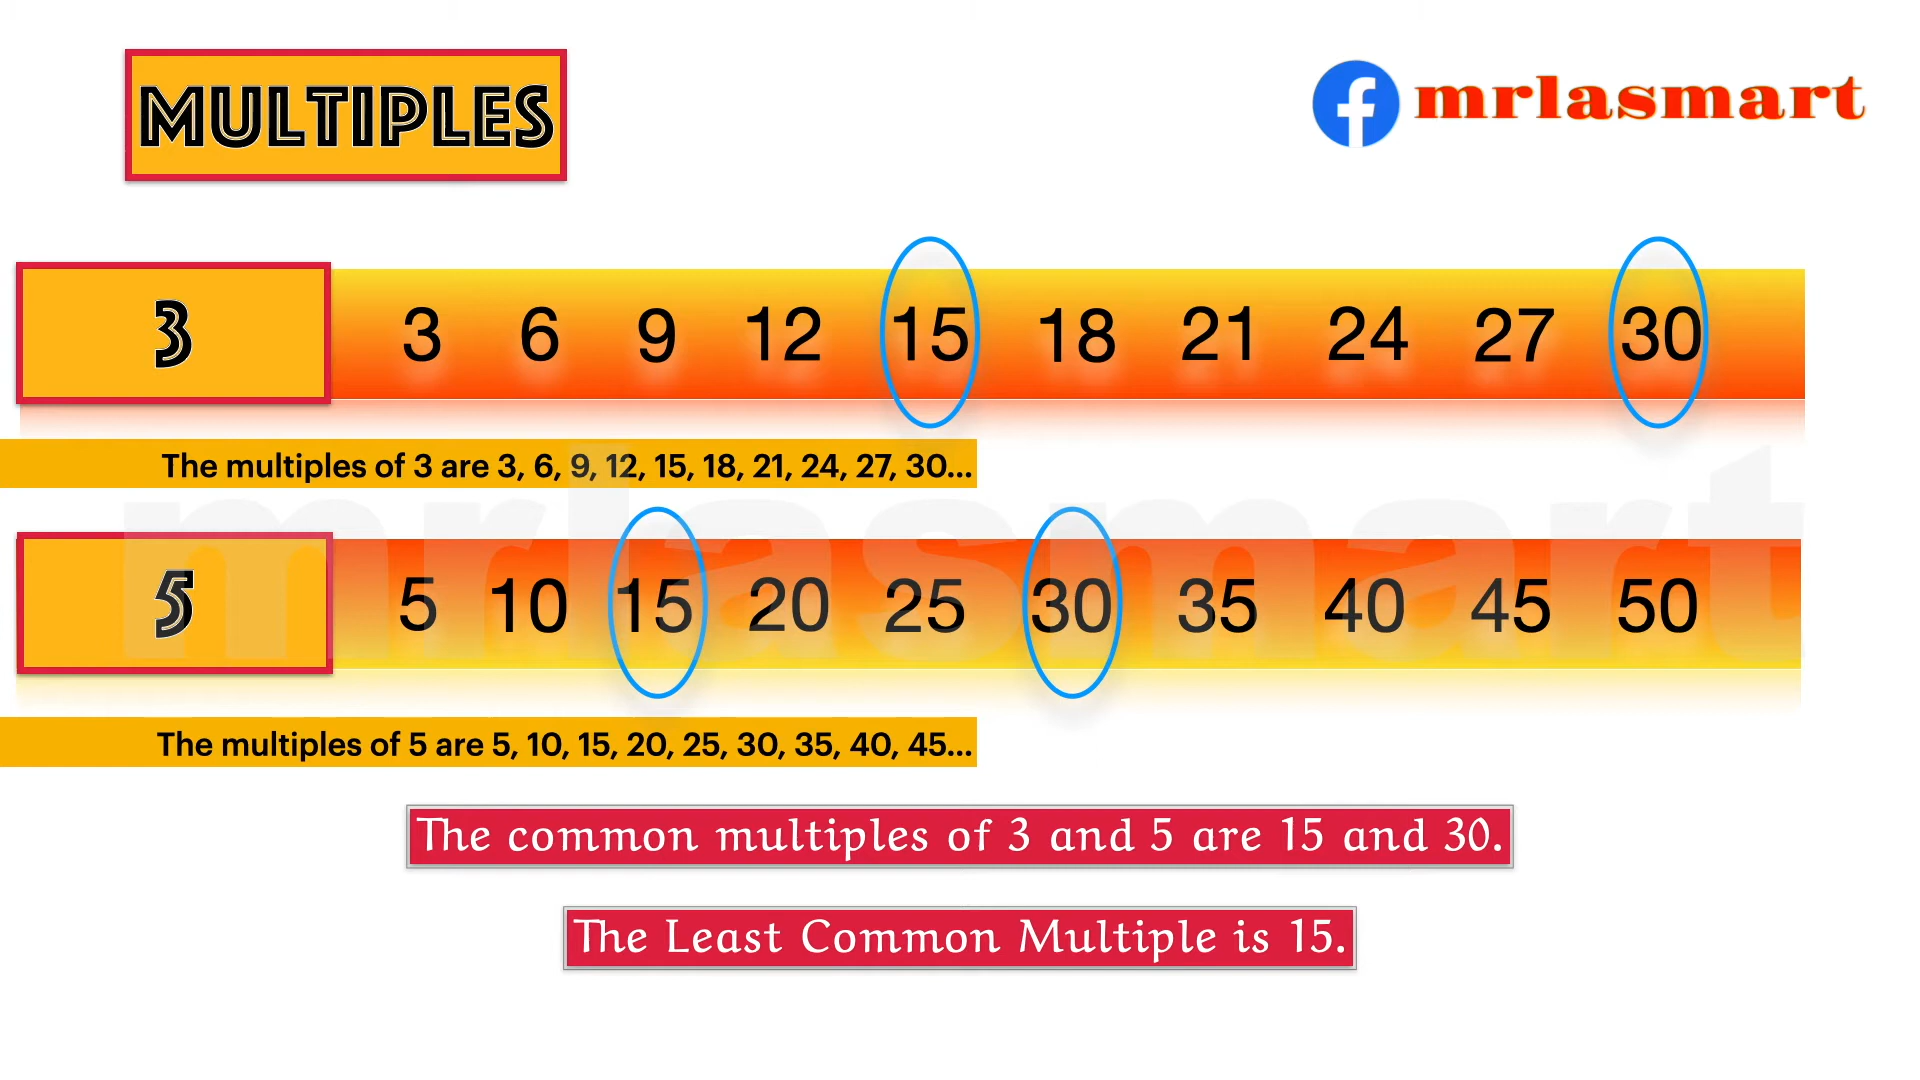 MULTIPLES
mrlasmart
3 3 6 9 12 15 18 21 24 27 30
The multiples of 3 are 3, 6, 9, 12, 15, 18, 21, 24, 27, 30...
mrlasmart
5 5 10 15 20 25 30 35 40 45 50
The multiples of 5 are 5, 10, 15, 20, 25, 30, 35, 40, 45...
The common multiples of 3 and 5 are 15 and 30.
The Least Common Multiple is 15.